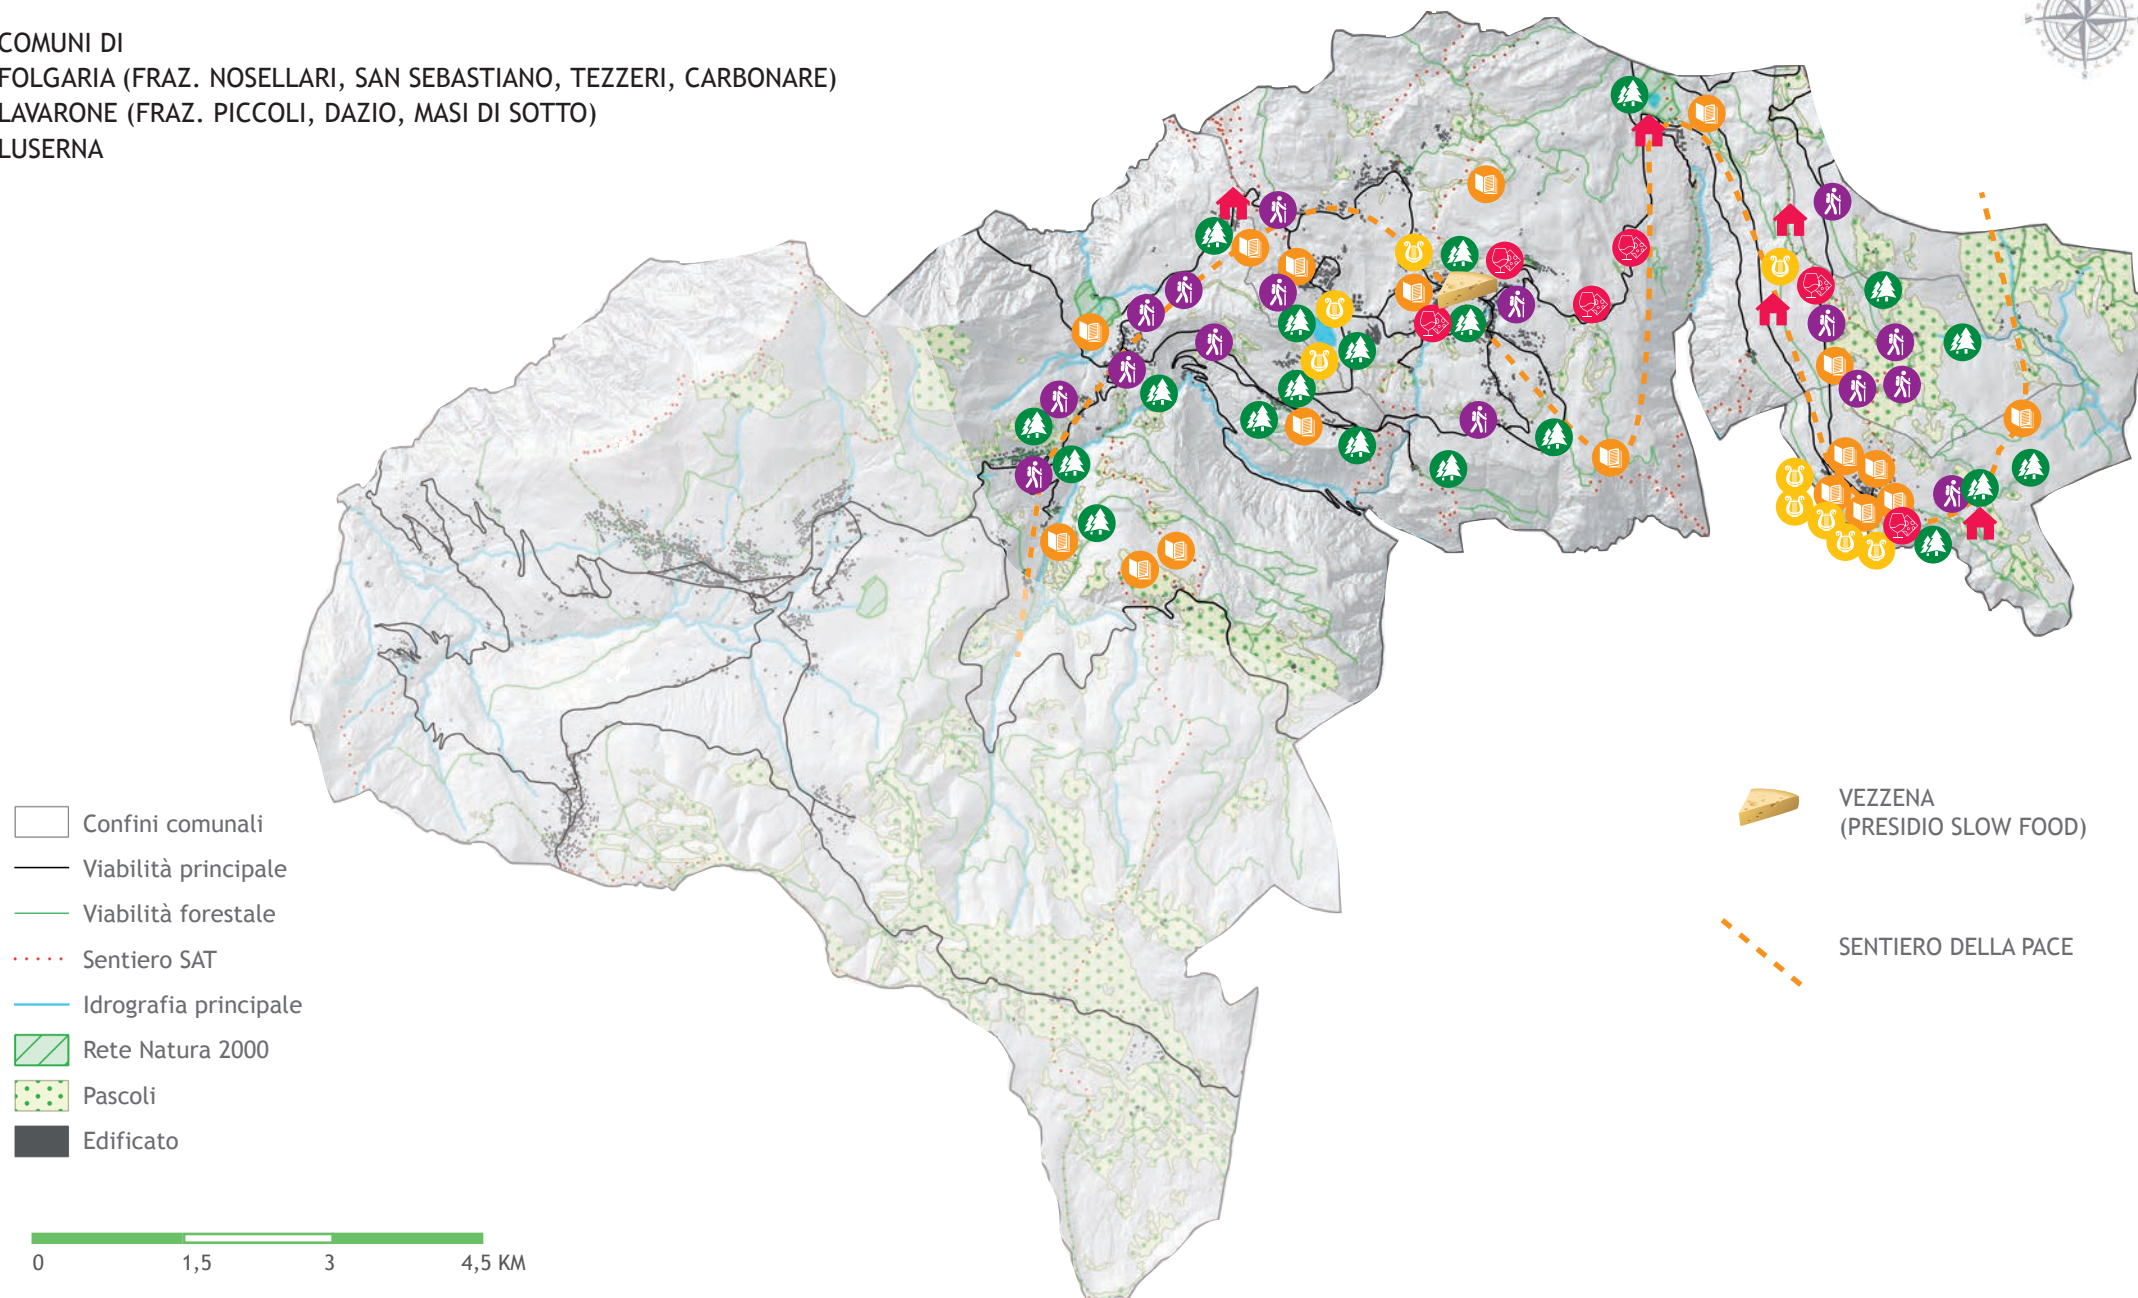 COMUNI DI
FOLGARIA (FRAZ. NOSELLARI, SAN SEBASTIANO, TEZZERI, CARBONARE)
LAVARONE (FRAZ. PICCOLI, DAZIO, MASI DI SOTTO)
LUSERNA
Confini comunali
Viabilità principale
Viabilità forestale
Sentiero SAT
Idrografia principale
Rete Natura 2000
Pascoli
Edificato
0 1,5 3 4,5 KM
VEZZENA
(PRESIDIO SLOW FOOD)
SENTIERO DELLA PACE